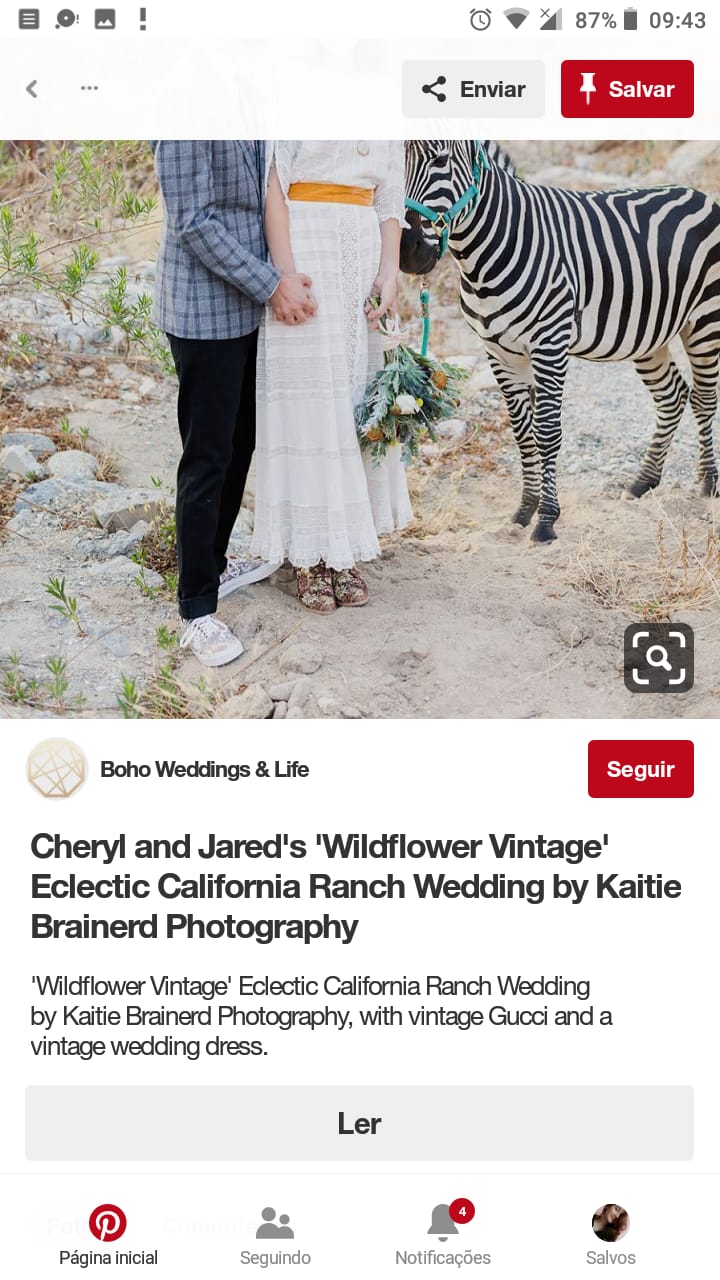 87% 09:43
Enviar
Salvar
Boho Weddings & Life
Seguir
Cheryl and Jared's 'Wildflower Vintage'
Eclectic California Ranch Wedding by Kaitie
Brainerd Photography
'Wildflower Vintage' Eclectic California Ranch Wedding
by Kaitie Brainerd Photography, with vintage Gucci and a
vintage wedding dress.
Ler
4
Página inicial
Seguindo
Notificações
Salvos